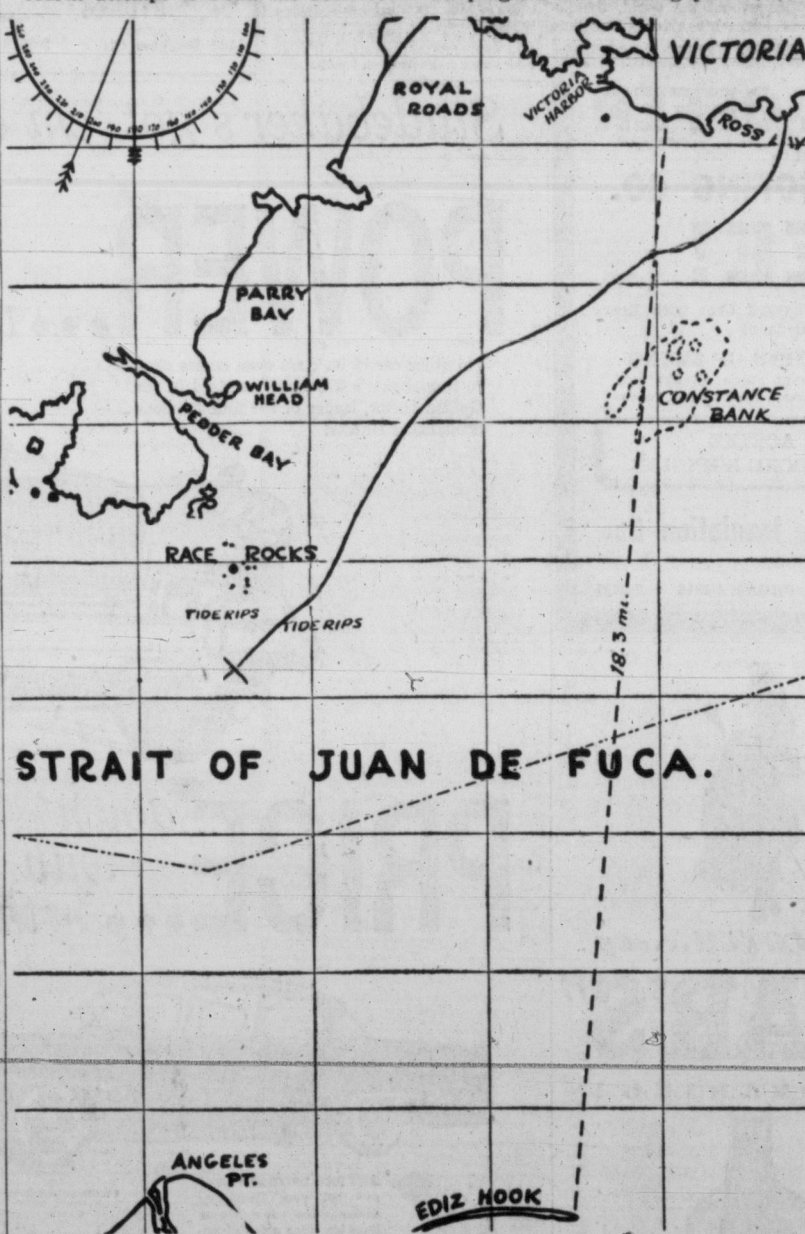 VICTORIA
ROYAL
ROADS
VICTORIA
HARBOR
ROSS
PARRY
BAY
WILLIAM
HEAD
PEDDER BAY
CONSTANCE
BANK
RACE ROCKS
TIDE RIPS
TIDE RIPS
18.3 mi.
STRAIT OF JUAN DE FUCA.
ANGELES
PT.
EDIZ HOOK